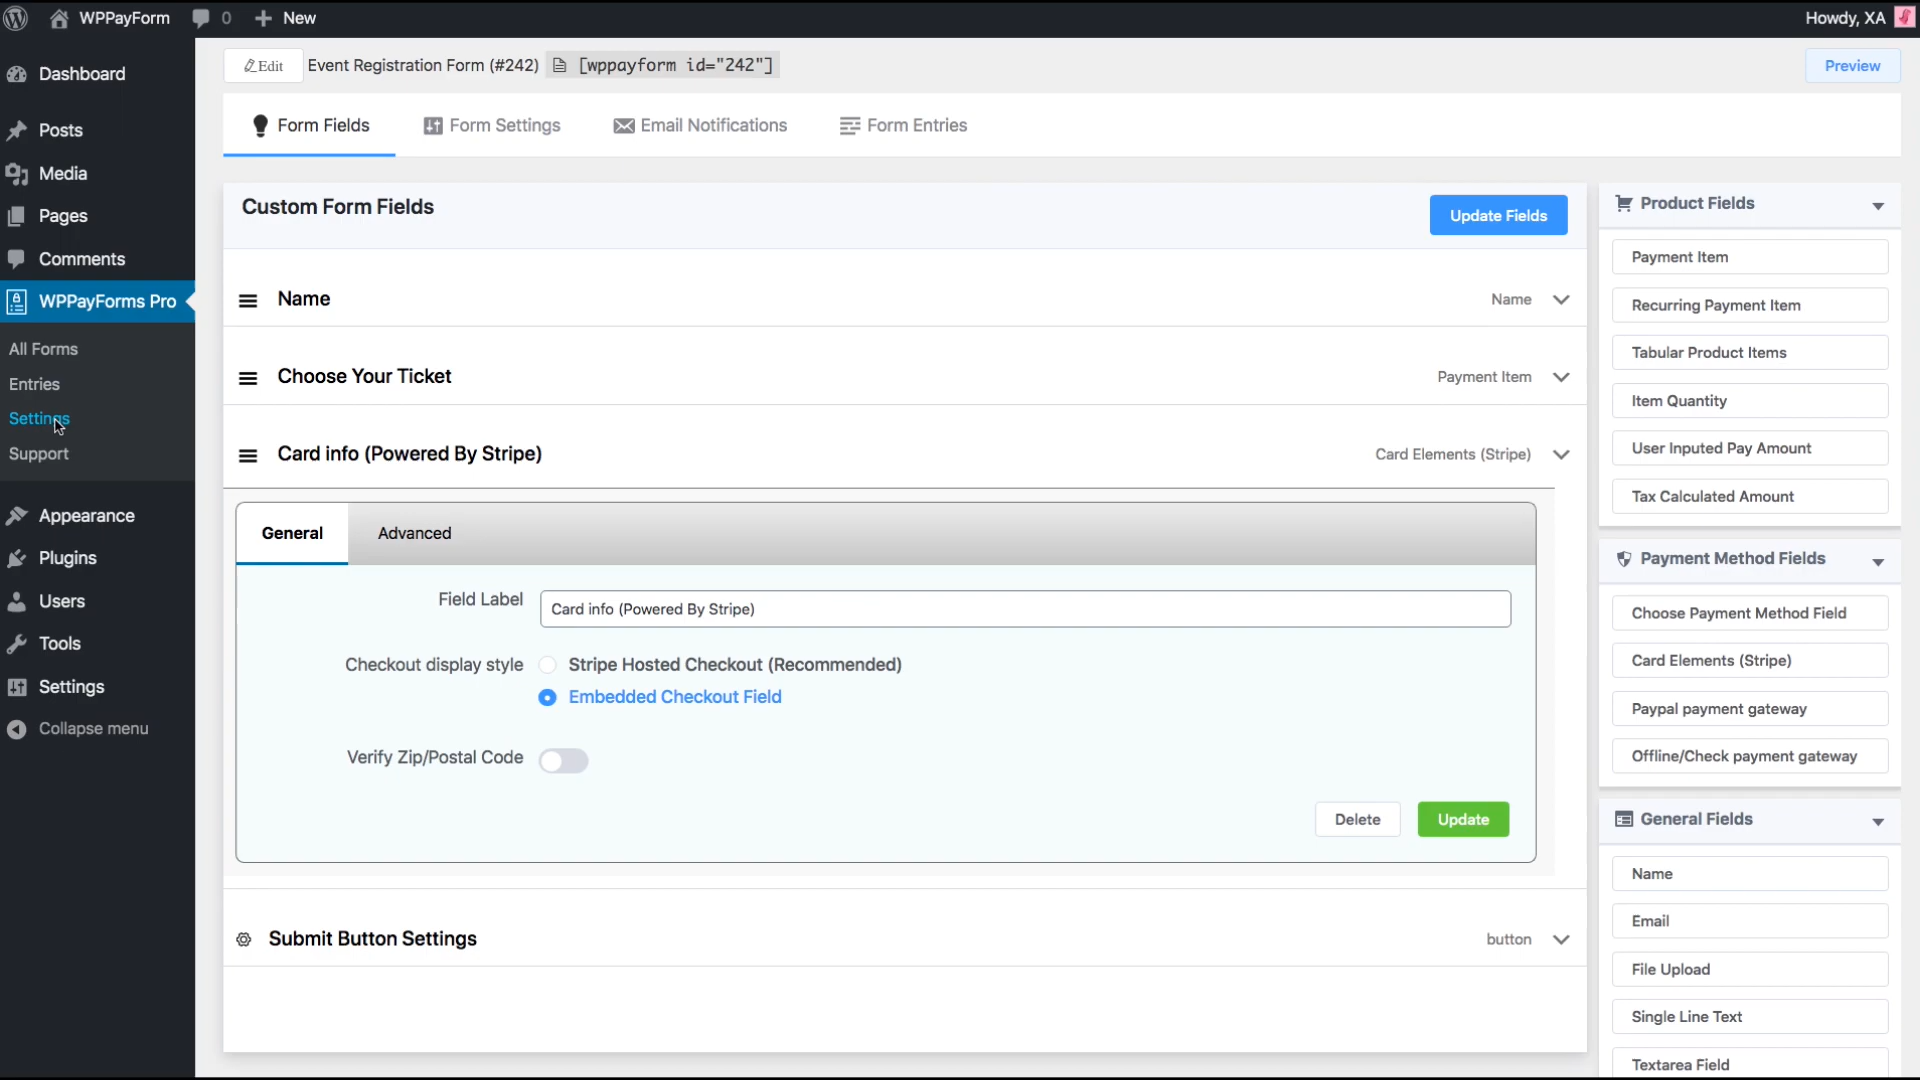 WPPayForm
0
New
Howdy, XA
Dashboard
Posts
Media
Pages
Comments
WPPayForms Pro
All Forms
Entries
Settings
Support
Appearance
Plugins
Users
Tools
Settings
Collapse menu
Edit
Event Registration Form (#242)
[wppayform id="242"]
Preview
Form Fields
Form Settings
Email Notifications
Form Entries
Custom Form Fields
Update Fields
Name
Name
Choose Your Ticket
Payment Item
Card info (Powered By Stripe)
Card Elements (Stripe)
General
Advanced
Field Label
Card info (Powered By Stripe)
Checkout display style
Stripe Hosted Checkout (Recommended)
Embedded Checkout Field
Verify Zip/Postal Code
Delete
Update
Submit Button Settings
button
Product Fields
Payment Item
Recurring Payment Item
Tabular Product Items
Item Quantity
User Inputed Pay Amount
Tax Calculated Amount
Payment Method Fields
Choose Payment Method Field
Card Elements (Stripe)
Paypal payment gateway
Offline/Check payment gateway
General Fields
Name
Email
File Upload
Single Line Text
Textarea Field